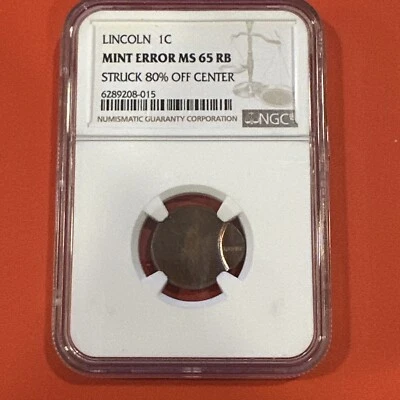 LINCOLN 1C
MINT ERROR MS 65 RB
STRUCK 80% OFF CENTER
6289208-015
NUMISMATIC GUARANTY CORPORATION
NGC